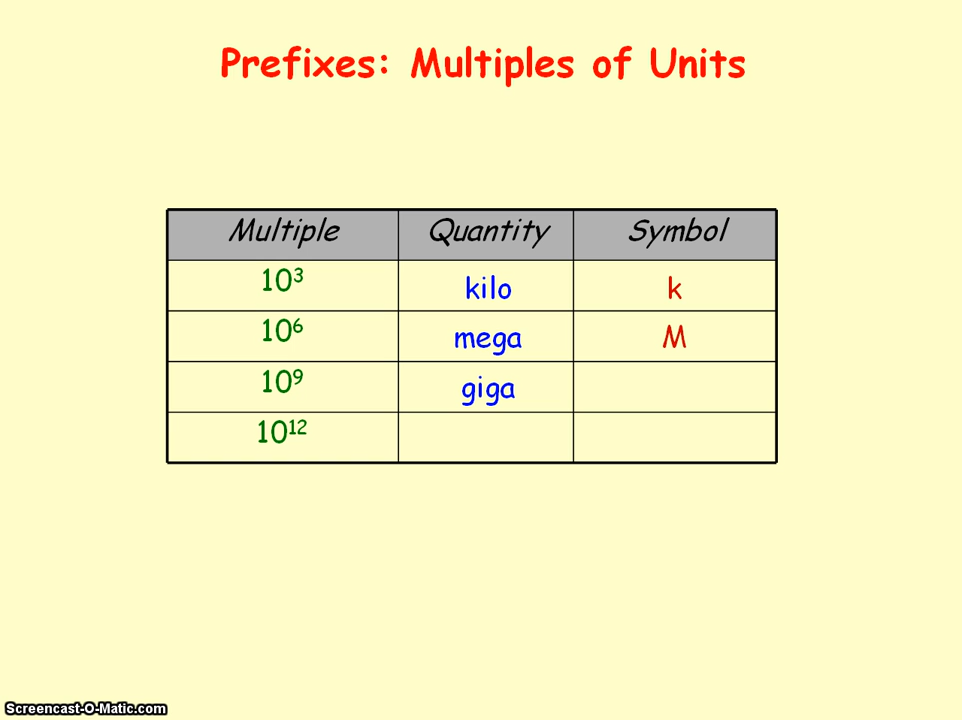 Prefixes: Multiples of Units
Multiple Quantity Symbol
10³ kilo k
10⁶ mega M
10⁹ giga
10¹²
Screencast-O-Matic.com